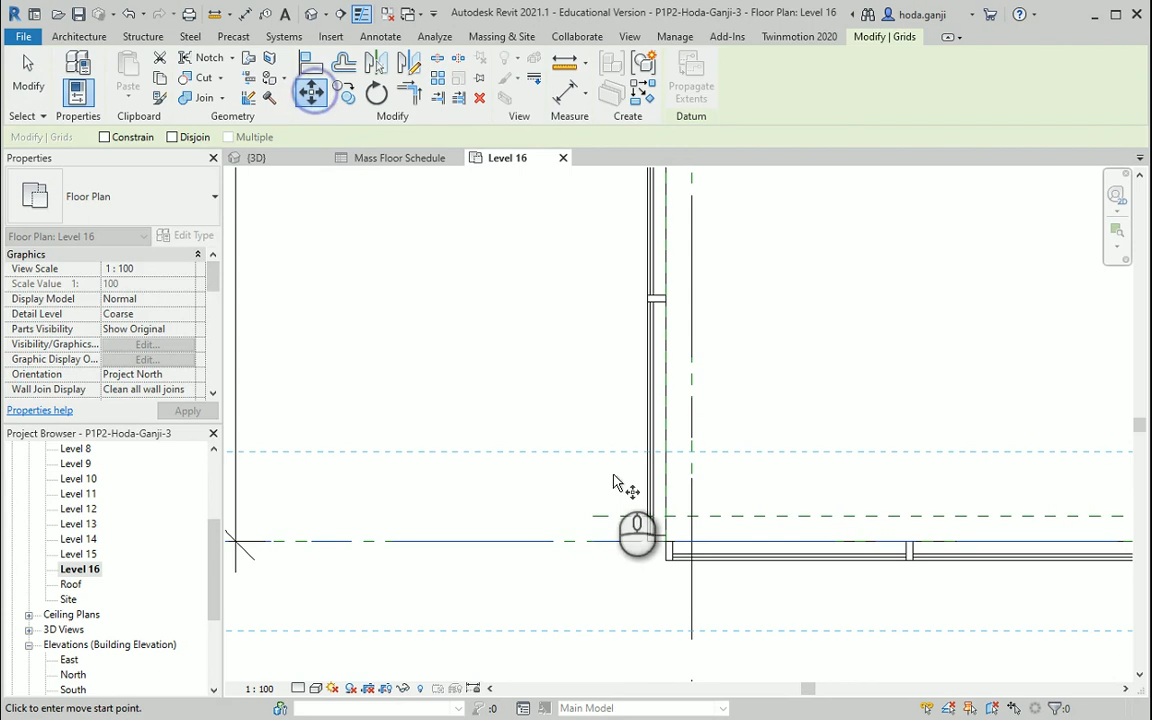 Autodesk Revit 2021.1 - Educational Version - P1P2-Hoda-Ganji-3 - Floor Plan: Level 16
hoda.ganji
File Architecture Structure Steel Precast Systems Insert Annotate Analyze Massing & Site Collaborate View Manage Add-Ins Twinmotion 2020 Modify | Grids
Notch
Cut
Join
Modify Paste Propagate Extents
Select Properties Clipboard Geometry Modify View Measure Create Datum
Modify | Grids Constrain Disjoin Multiple
Properties
{3D} Mass Floor Schedule Level 16
Floor Plan
Floor Plan: Level 16 Edit Type
Graphics
View Scale 1 : 100
Scale Value 1: 100
Display Model Normal
Detail Level Coarse
Parts Visibility Show Original
Visibility/Graphics... Edit...
Graphic Display O... Edit...
Orientation Project North
Wall Join Display Clean all wall joins
Properties help Apply
Project Browser - P1P2-Hoda-Ganji-3
Level 8
Level 9
Level 10
Level 11
Level 12
Level 13
Level 14
Level 15
Level 16
Roof
Site
Ceiling Plans
3D Views
Elevations (Building Elevation)
East
North
South
1 : 100
Click to enter move start point. :0 Main Model :0